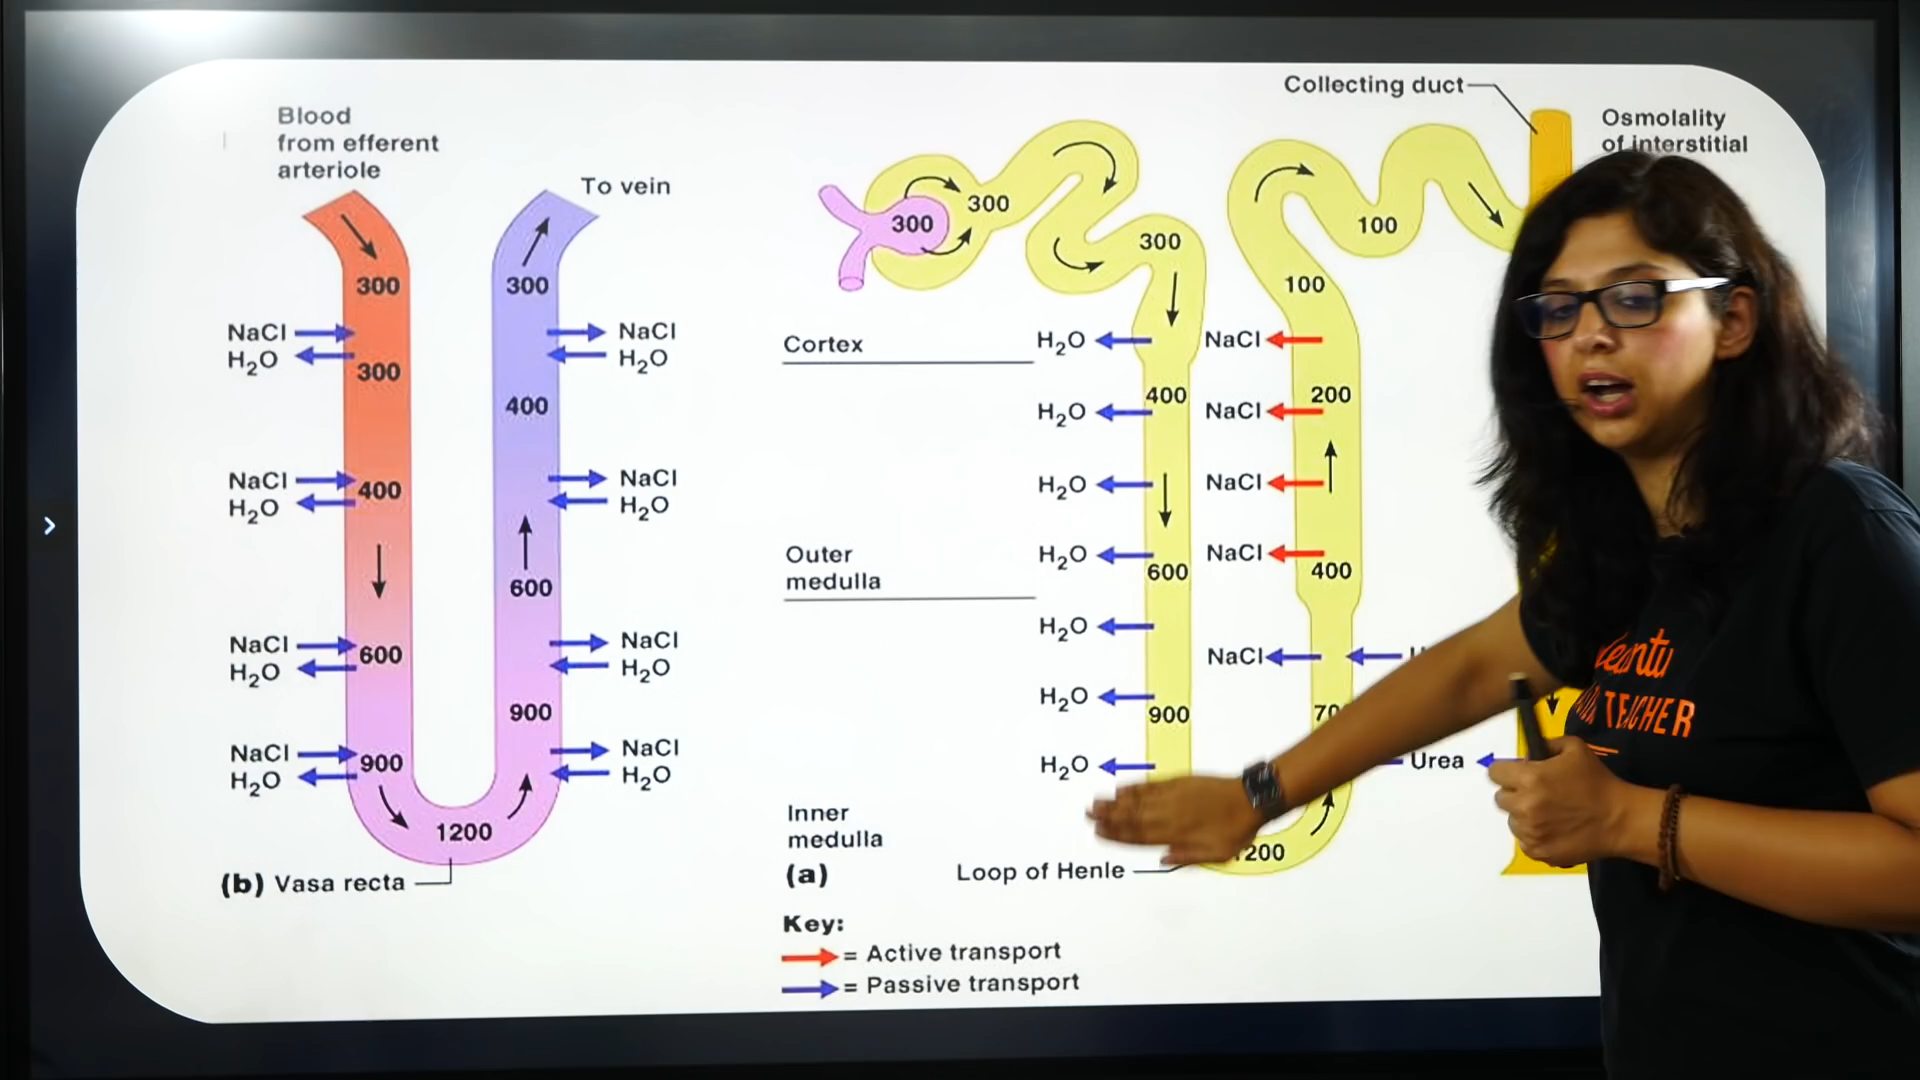 Blood
from efferent
arteriole
To vein
300
300
NaCl
H₂O
NaCl
H₂O
300
400
NaCl
H₂O
400
NaCl
H₂O
600
NaCl
H₂O
600
NaCl
H₂O
900
NaCl
H₂O
900
NaCl
H₂O
1200
(b) Vasa recta
Collecting duct
Osmolality
of interstitial
300
300
300
100
100
Cortex
H₂O
NaCl
400
200
H₂O
NaCl
H₂O
NaCl
Outer
medulla
H₂O
NaCl
600
400
H₂O
NaCl
H₂O
900
H₂O
Urea
Inner
medulla
(a)
Loop of Henle
Key:
= Active transport
= Passive transport
TEACHER